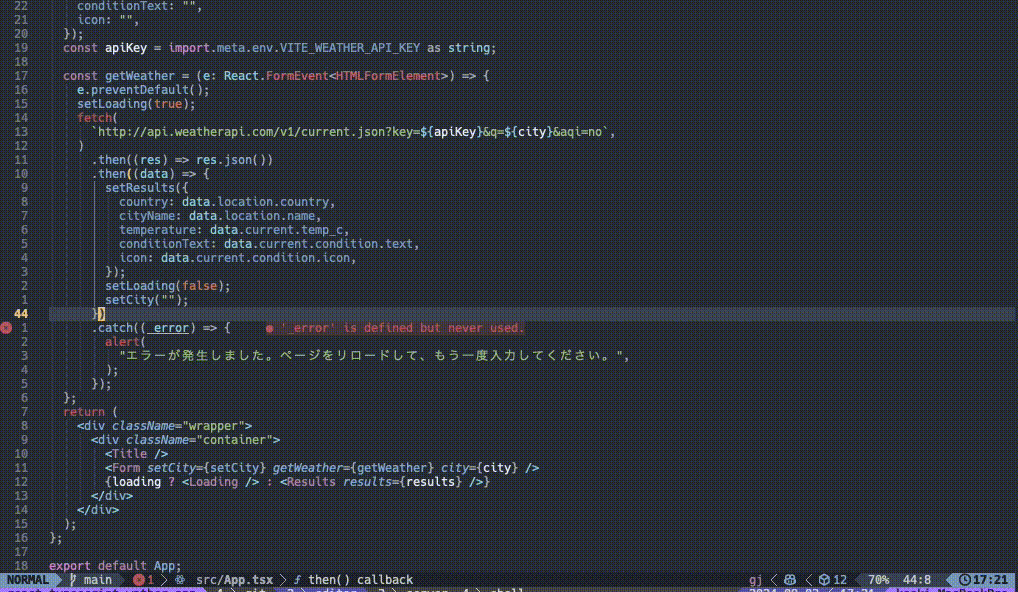 22 conditionText: "",
21 icon: "",
20 });
19 const apiKey = import.meta.env.VITE_WEATHER_API_KEY as string;
18
17 const getWeather = (e: React.FormEvent<HTMLFormElement>) => {
16 e.preventDefault();
15 setLoading(true);
14 fetch(
13 `http://api.weatherapi.com/v1/current.json?key=${apiKey}&q=${city}&aqi=no`,
12 )
11 .then((res) => res.json())
10 .then((data) => {
9 setResults({
8 country: data.location.country,
7 cityName: data.location.name,
6 temperature: data.current.temp_c,
5 conditionText: data.current.condition.text,
4 icon: data.current.condition.icon,
3 });
2 setLoading(false);
1 setCity("");
44 })
1 .catch((_error) => { ● '_error' is defined but never used.
2 alert(
3 "エラーが発生しました。ページをリロードして、もう一度入力してください。",
4 );
5 });
6 };
7 return (
8 <div className="wrapper">
9 <div className="container">
10 <Title />
11 <Form setCity={setCity} getWeather={getWeather} city={city} />
12 {loading ? <Loading /> : <Results results={results} />}
13 </div>
14 </div>
15 );
16 };
17
18 export default App;
NORMAL main 1 src/App.tsx then() callback gj 12 70% 44:8 17:21